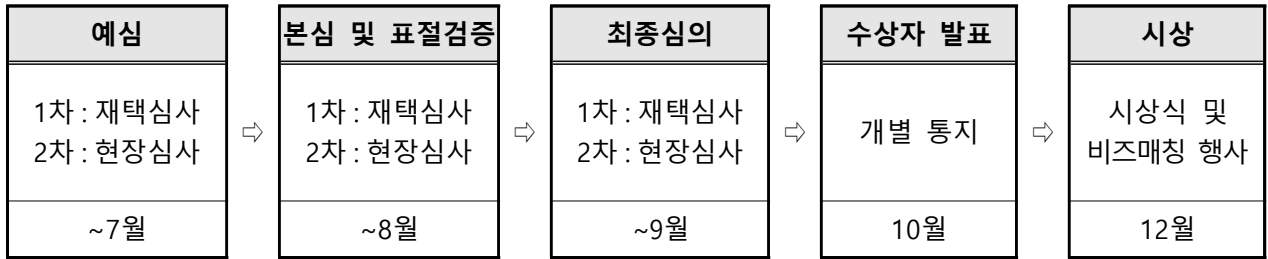 예심
1차 : 재택심사
2차 : 현장심사
~7월
⇨
본심 및 표절검증
1차 : 재택심사
2차 : 현장심사
~8월
⇨
최종심의
1차 : 재택심사
2차 : 현장심사
~9월
⇨
수상자 발표
개별 통지
10월
⇨
시상
시상식 및
비즈매칭 행사
12월